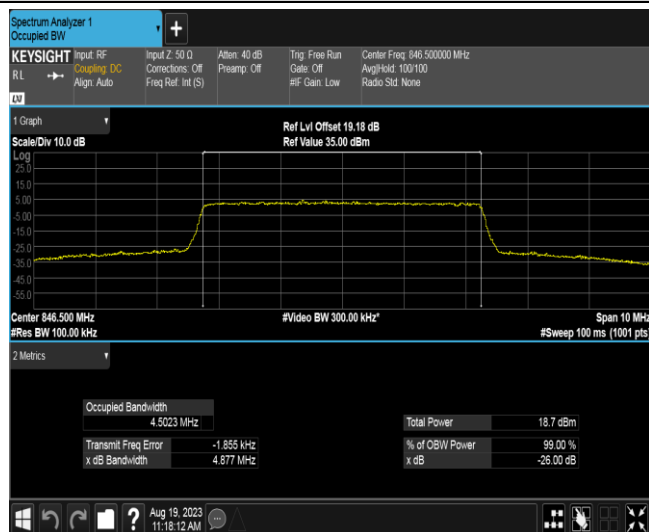 Spectrum Analyzer 1
Occupied BW
+
KEYSIGHT Input: RF Input Z: 50 Ω Atten: 40 dB Trig: Free Run Center Freq: 846.500000 MHz
RL Coupling: DC Corrections: Off Preamp: Off Gate: Off Avg|Hold: 100/100
Align: Auto Freq Ref: Int (S) #IF Gain: Low Radio Std: None
LXI
1 Graph
Ref Lvl Offset 19.18 dB
Scale/Div 10.0 dB Ref Value 35.00 dBm
Log
25.0
15.0
5.00
-5.00
-15.0
-25.0
-35.0
-45.0
-55.0
Center 846.500 MHz #Video BW 300.00 kHz* Span 10 MHz
#Res BW 100.00 kHz #Sweep 100 ms (1001 pts)
2 Metrics
Occupied Bandwidth
4.5023 MHz Total Power 18.7 dBm
Transmit Freq Error -1.855 kHz % of OBW Power 99.00 %
x dB Bandwidth 4.877 MHz x dB -26.00 dB
? Aug 19, 2023
11:18:12 AM